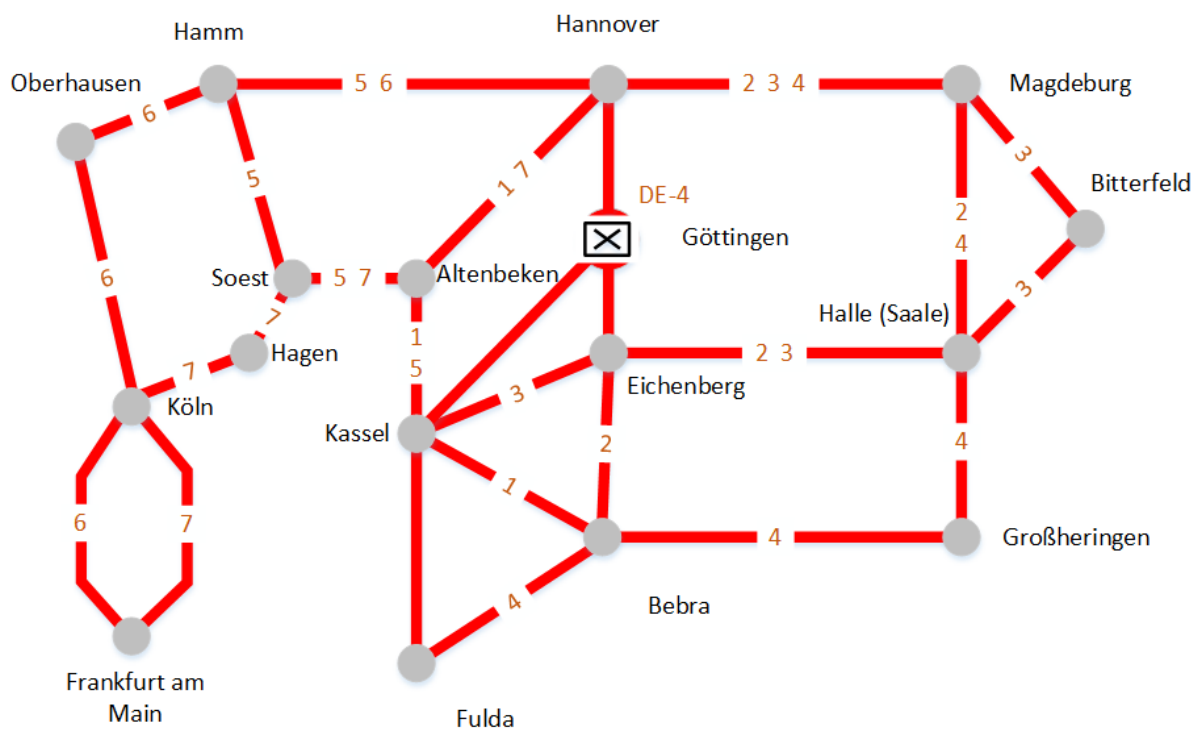 Hamm
Hannover
Oberhausen
5 6
2 3 4
Magdeburg
6
3
5
1 7
Bitterfeld
DE-4
2
4
Göttingen
Soest
5 7
Altenbeken
6
3
7
1
5
Halle (Saale)
Hagen
2 3
7
Eichenberg
3
Köln
Kassel
2
4
1
6
7
4
Großheringen
4
Bebra
Frankfurt am
Main
Fulda